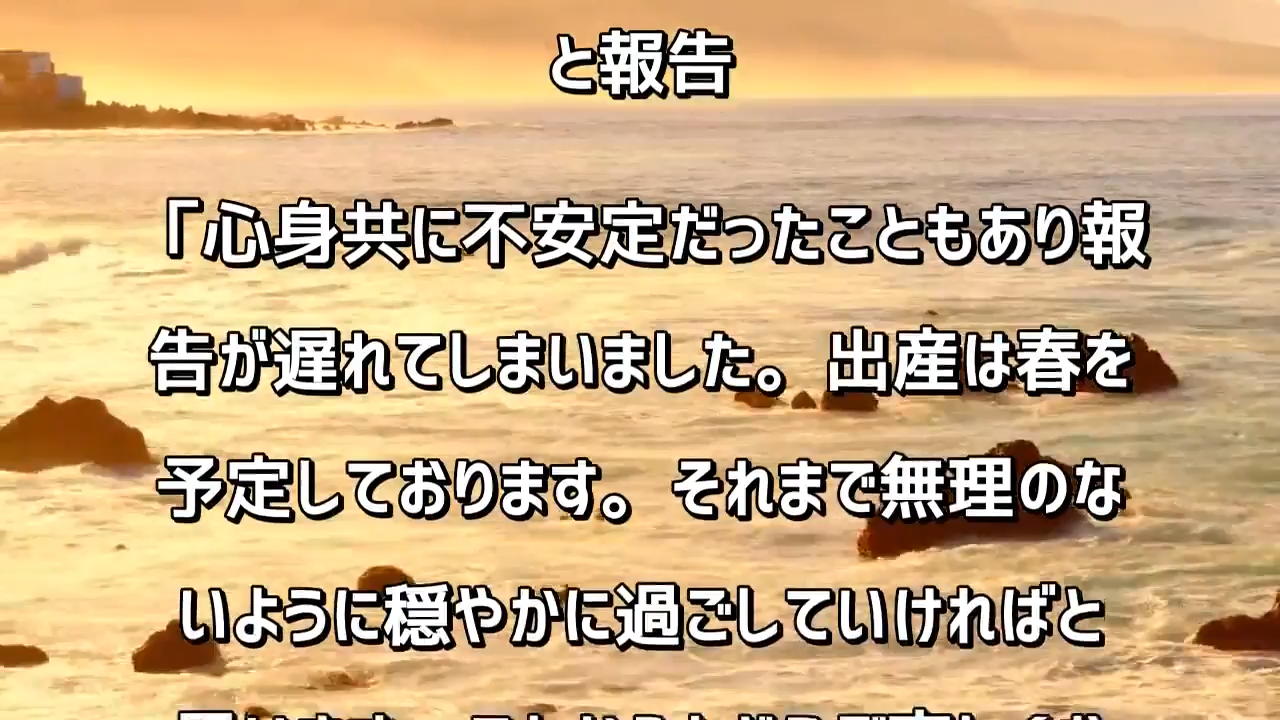 と報告
「心身共に不安定だったこともあり報
告が遅れてしまいました。出産は春を
予定しております。それまで無理のな
いように穏やかに過ごしていければと